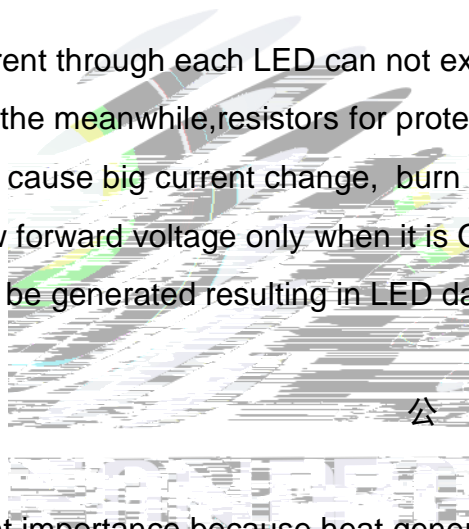 rent through each LED can not ex
the meanwhile,resistors for prote
cause big current change, burn
forward voltage only when it is
be generated resulting in LED da
公
importance because heat gener